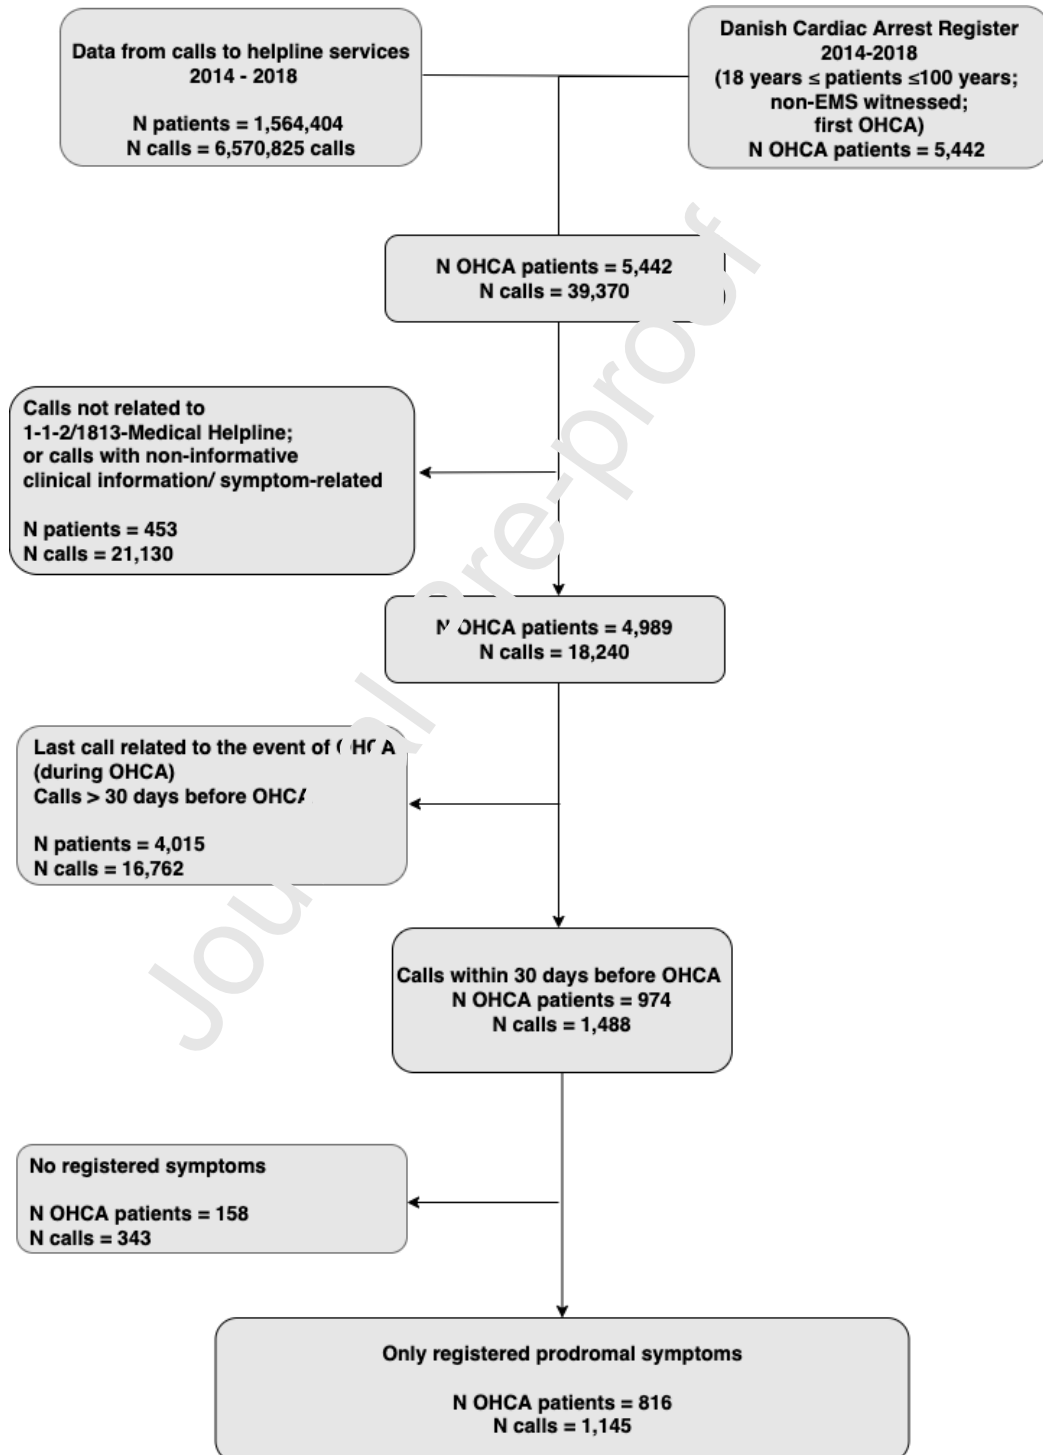 Data from calls to helpline services
2014 - 2018
N patients = 1,564,404
N calls = 6,570,825 calls
Danish Cardiac Arrest Register
2014-2018
(18 years ≤ patients ≤100 years;
non-EMS witnessed;
first OHCA)
N OHCA patients = 5,442
N OHCA patients = 5,442
N calls = 39,370
Calls not related to
1-1-2/1813-Medical Helpline;
or calls with non-informative
clinical information/ symptom-related
N patients = 453
N calls = 21,130
N OHCA patients = 4,989
N calls = 18,240
Last call related to the event of OHCA
(during OHCA)
Calls > 30 days before OHCA
N patients = 4,015
N calls = 16,762
Calls within 30 days before OHCA
N OHCA patients = 974
N calls = 1,488
No registered symptoms
N OHCA patients = 158
N calls = 343
Only registered prodromal symptoms
N OHCA patients = 816
N calls = 1,145
Journal Pre-proof